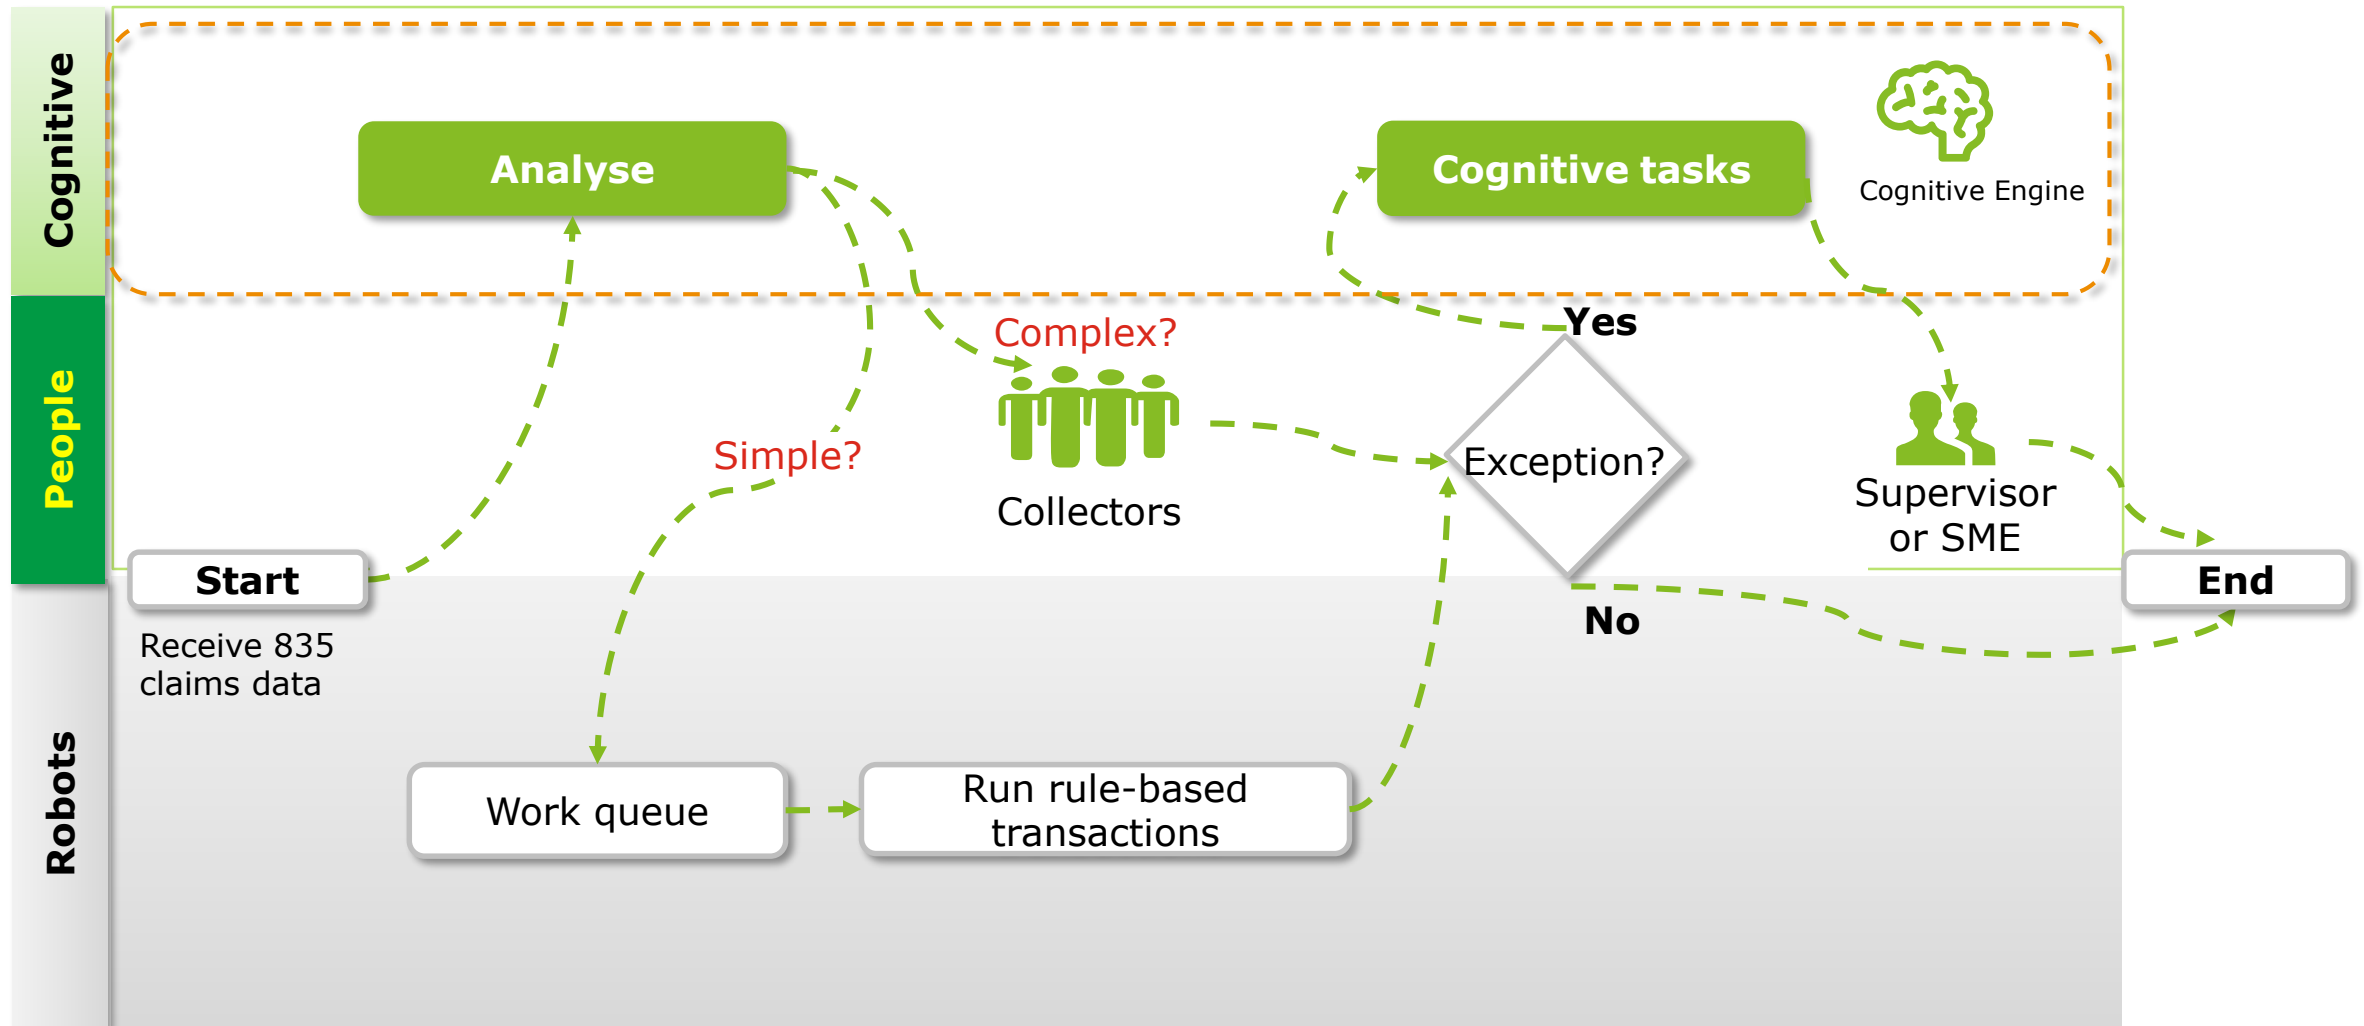 Cognitive
Analyse
Cognitive tasks
Cognitive Engine
People
Complex?
Yes
Simple?
Collectors
Exception?
Supervisor
or SME
Start
End
No
Receive 835
claims data
Robots
Work queue
Run rule-based
transactions